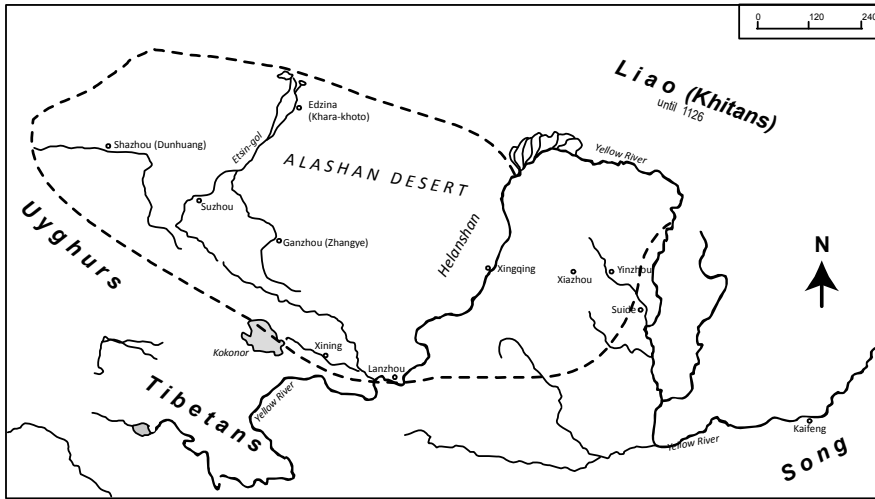 0 120 240
Liao (Khitans)
until 1126
Edzina
(Khara-khoto)
Etsin-gol
Shazhou (Dunhuang)
ALASHAN DESERT
Yellow River
Suzhou
Uyghurs
Ganzhou (Zhangye)
Helanshan
Xingqing
Xiazhou
Yinzhou
N
Suide
Kokonor
Xining
Lanzhou
Tibetans
Yellow River
Kaifeng
Yellow River
Song